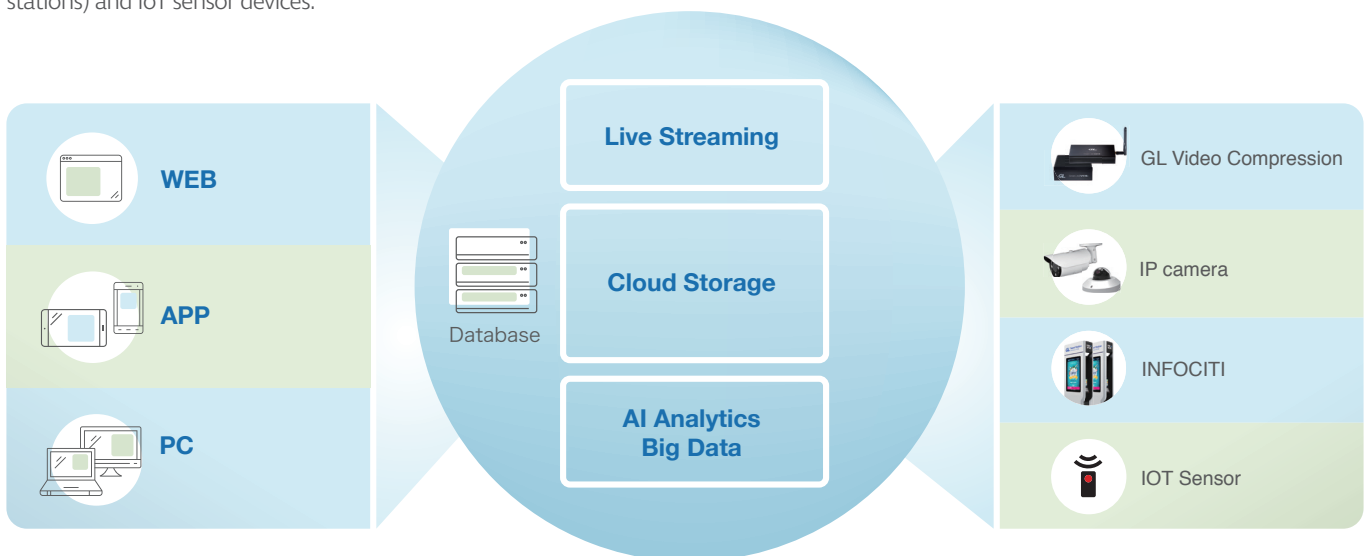 stations) and IoT sensor devices.
WEB
APP
PC
Database
Live Streaming
Cloud Storage
AI Analytics
Big Data
GL Video Compression
IP camera
INFOCITI
IOT Sensor